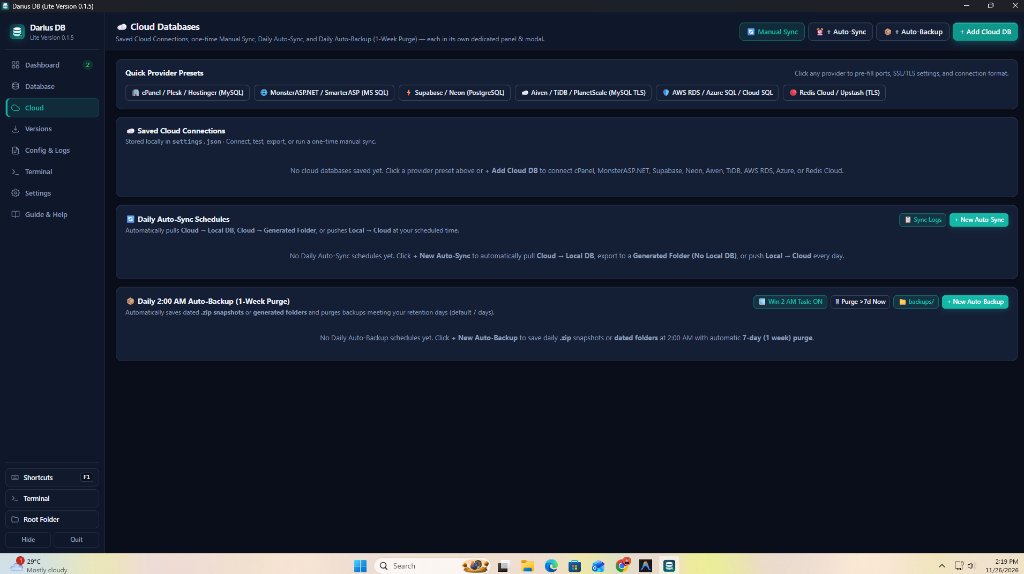 Darius DB (Lite Version 0.1.5)
Darius DB
Lite Version 0.1.5
Dashboard 2
Database
Cloud
Versions
Config & Logs
Terminal
Settings
Guide & Help
Shortcuts F1
Terminal
Root Folder
Hide Quit
Cloud Databases
Saved Cloud Connections, one-time Manual Sync, Daily Auto-Sync, and Daily Auto-Backup (1-Week Purge) — each in its own dedicated panel & modal.
Manual Sync + Auto-Sync + Auto-Backup + Add Cloud DB
Quick Provider Presets
Click any provider to pre-fill ports, SSL/TLS settings, and connection format.
cPanel / Plesk / Hostinger (MySQL) MonsterASP.NET / SmarterASP (MS SQL) Supabase / Neon (PostgreSQL) Aiven / TiDB / PlanetScale (MySQL TLS) AWS RDS / Azure SQL / Cloud SQL Redis Cloud / Upstash (TLS)
Saved Cloud Connections
Stored locally in settings.json · Connect, test, export, or run a one-time manual sync.
No cloud databases saved yet. Click a provider preset above or + Add Cloud DB to connect cPanel, MonsterASP.NET, Supabase, Neon, Aiven, TiDB, AWS RDS, Azure, or Redis Cloud.
Daily Auto-Sync Schedules
Sync Logs + New Auto-Sync
Automatically pulls Cloud → Local DB, Cloud → Generated Folder, or pushes Local → Cloud at your scheduled time.
No Daily Auto-Sync schedules yet. Click + New Auto-Sync to automatically pull Cloud → Local DB, export to a Generated Folder (No Local DB), or push Local → Cloud every day.
Daily 2:00 AM Auto-Backup (1-Week Purge)
Win 2 AM Task: ON Purge >7d Now backups/ + New Auto-Backup
Automatically saves dated .zip snapshots or generated folders and purges backups meeting your retention days (default 7 days).
No Daily Auto-Backup schedules yet. Click + New Auto-Backup to save daily .zip snapshots or dated folders at 2:00 AM with automatic 7-day (1 week) purge.
1
29°C
Mostly cloudy
Search
2:19 PM
11/26/2026